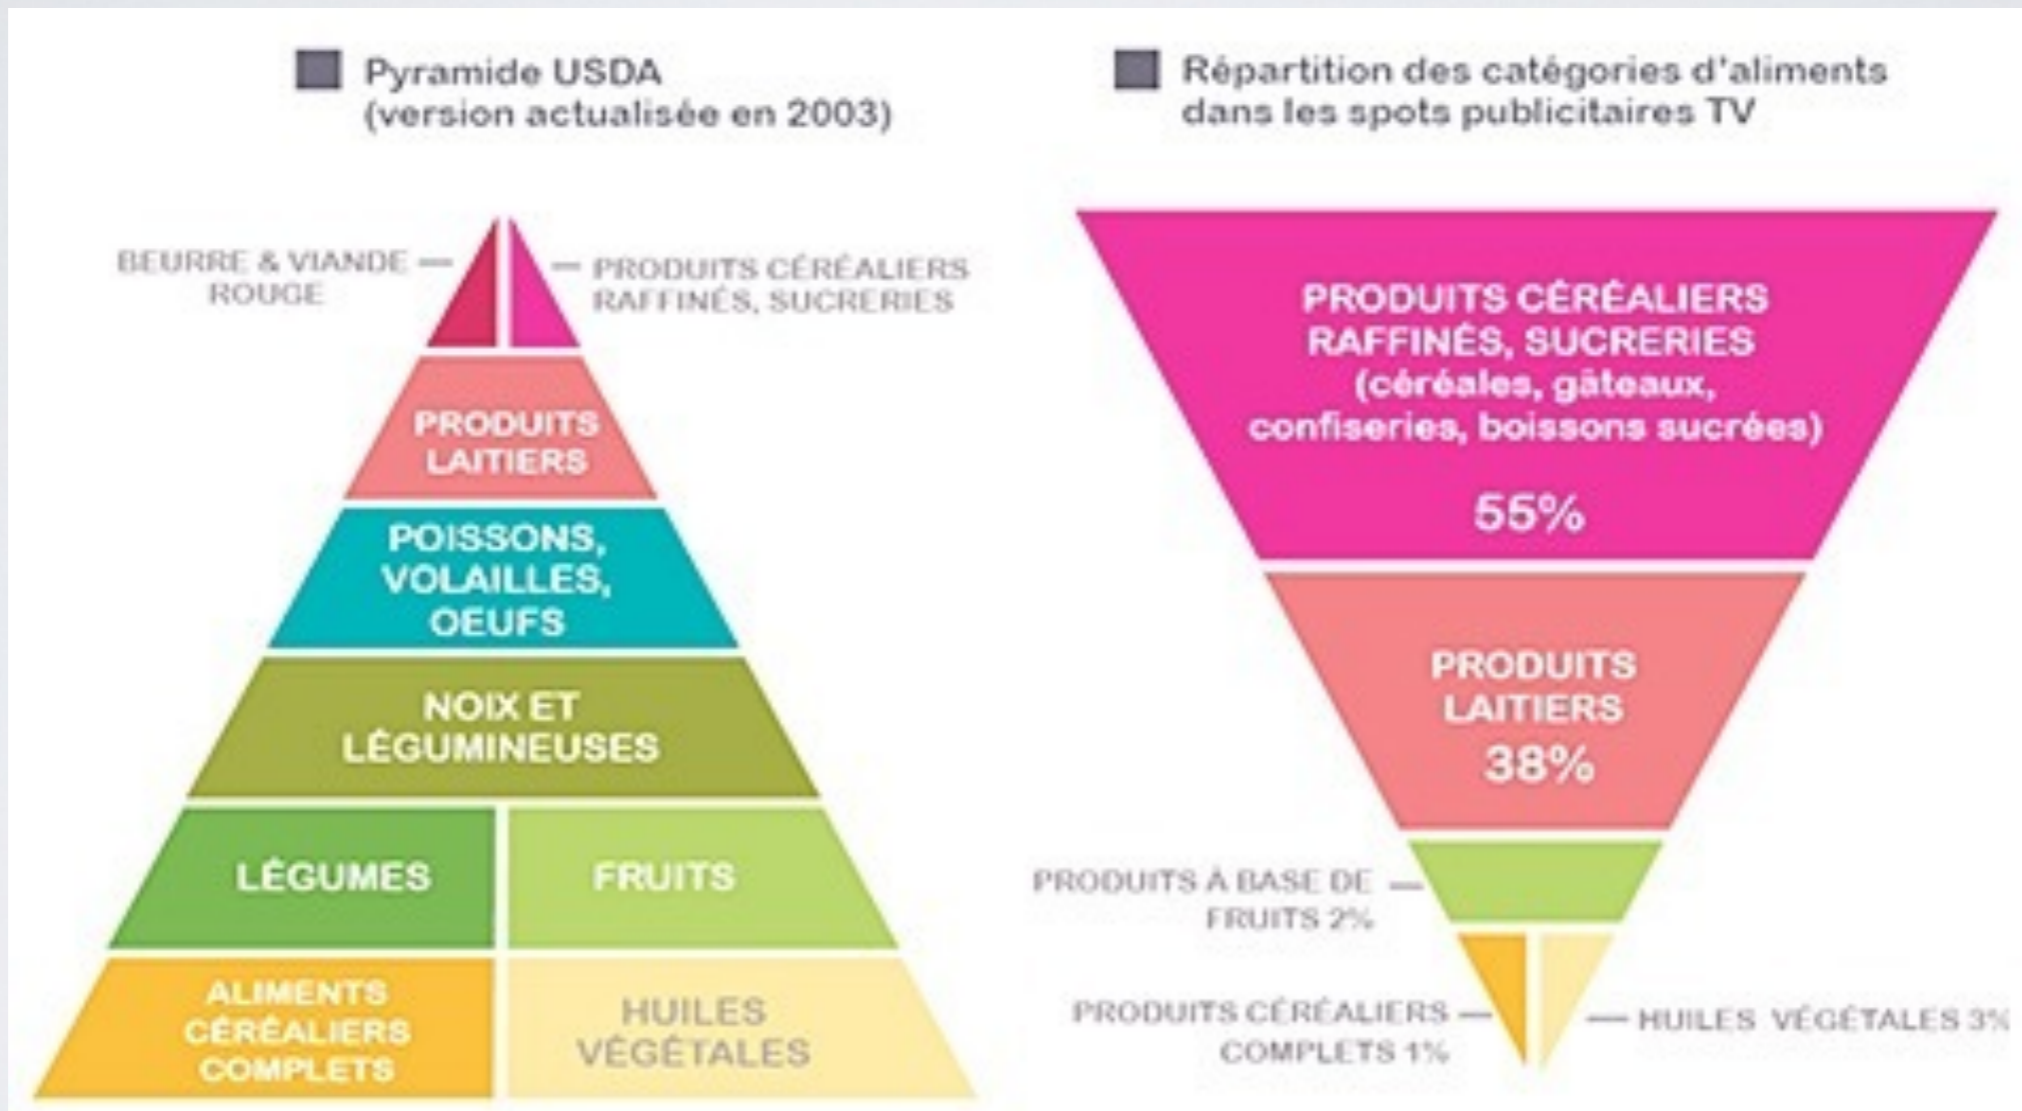 Pyramide USDA
(version actualisée en 2003)
BEURRE & VIANDE
ROUGE
PRODUITS CÉRÉALIERS
RAFFINÉS, SUCRERIES
PRODUITS
LAITIERS
POISSONS,
VOLAILLES,
OEUFS
NOIX ET
LÉGUMINEUSES
LÉGUMES
FRUITS
ALIMENTS
CÉRÉALIERS
COMPLETS
HUILES
VÉGÉTALES
Répartition des catégories d'aliments
dans les spots publicitaires TV
PRODUITS CÉRÉALIERS
RAFFINÉS, SUCRERIES
(céréales, gâteaux,
confiseries, boissons sucrées)
55%
PRODUITS
LAITIERS
38%
PRODUITS À BASE DE
FRUITS 2%
PRODUITS CÉRÉALIERS
COMPLETS 1%
HUILES VÉGÉTALES 3%